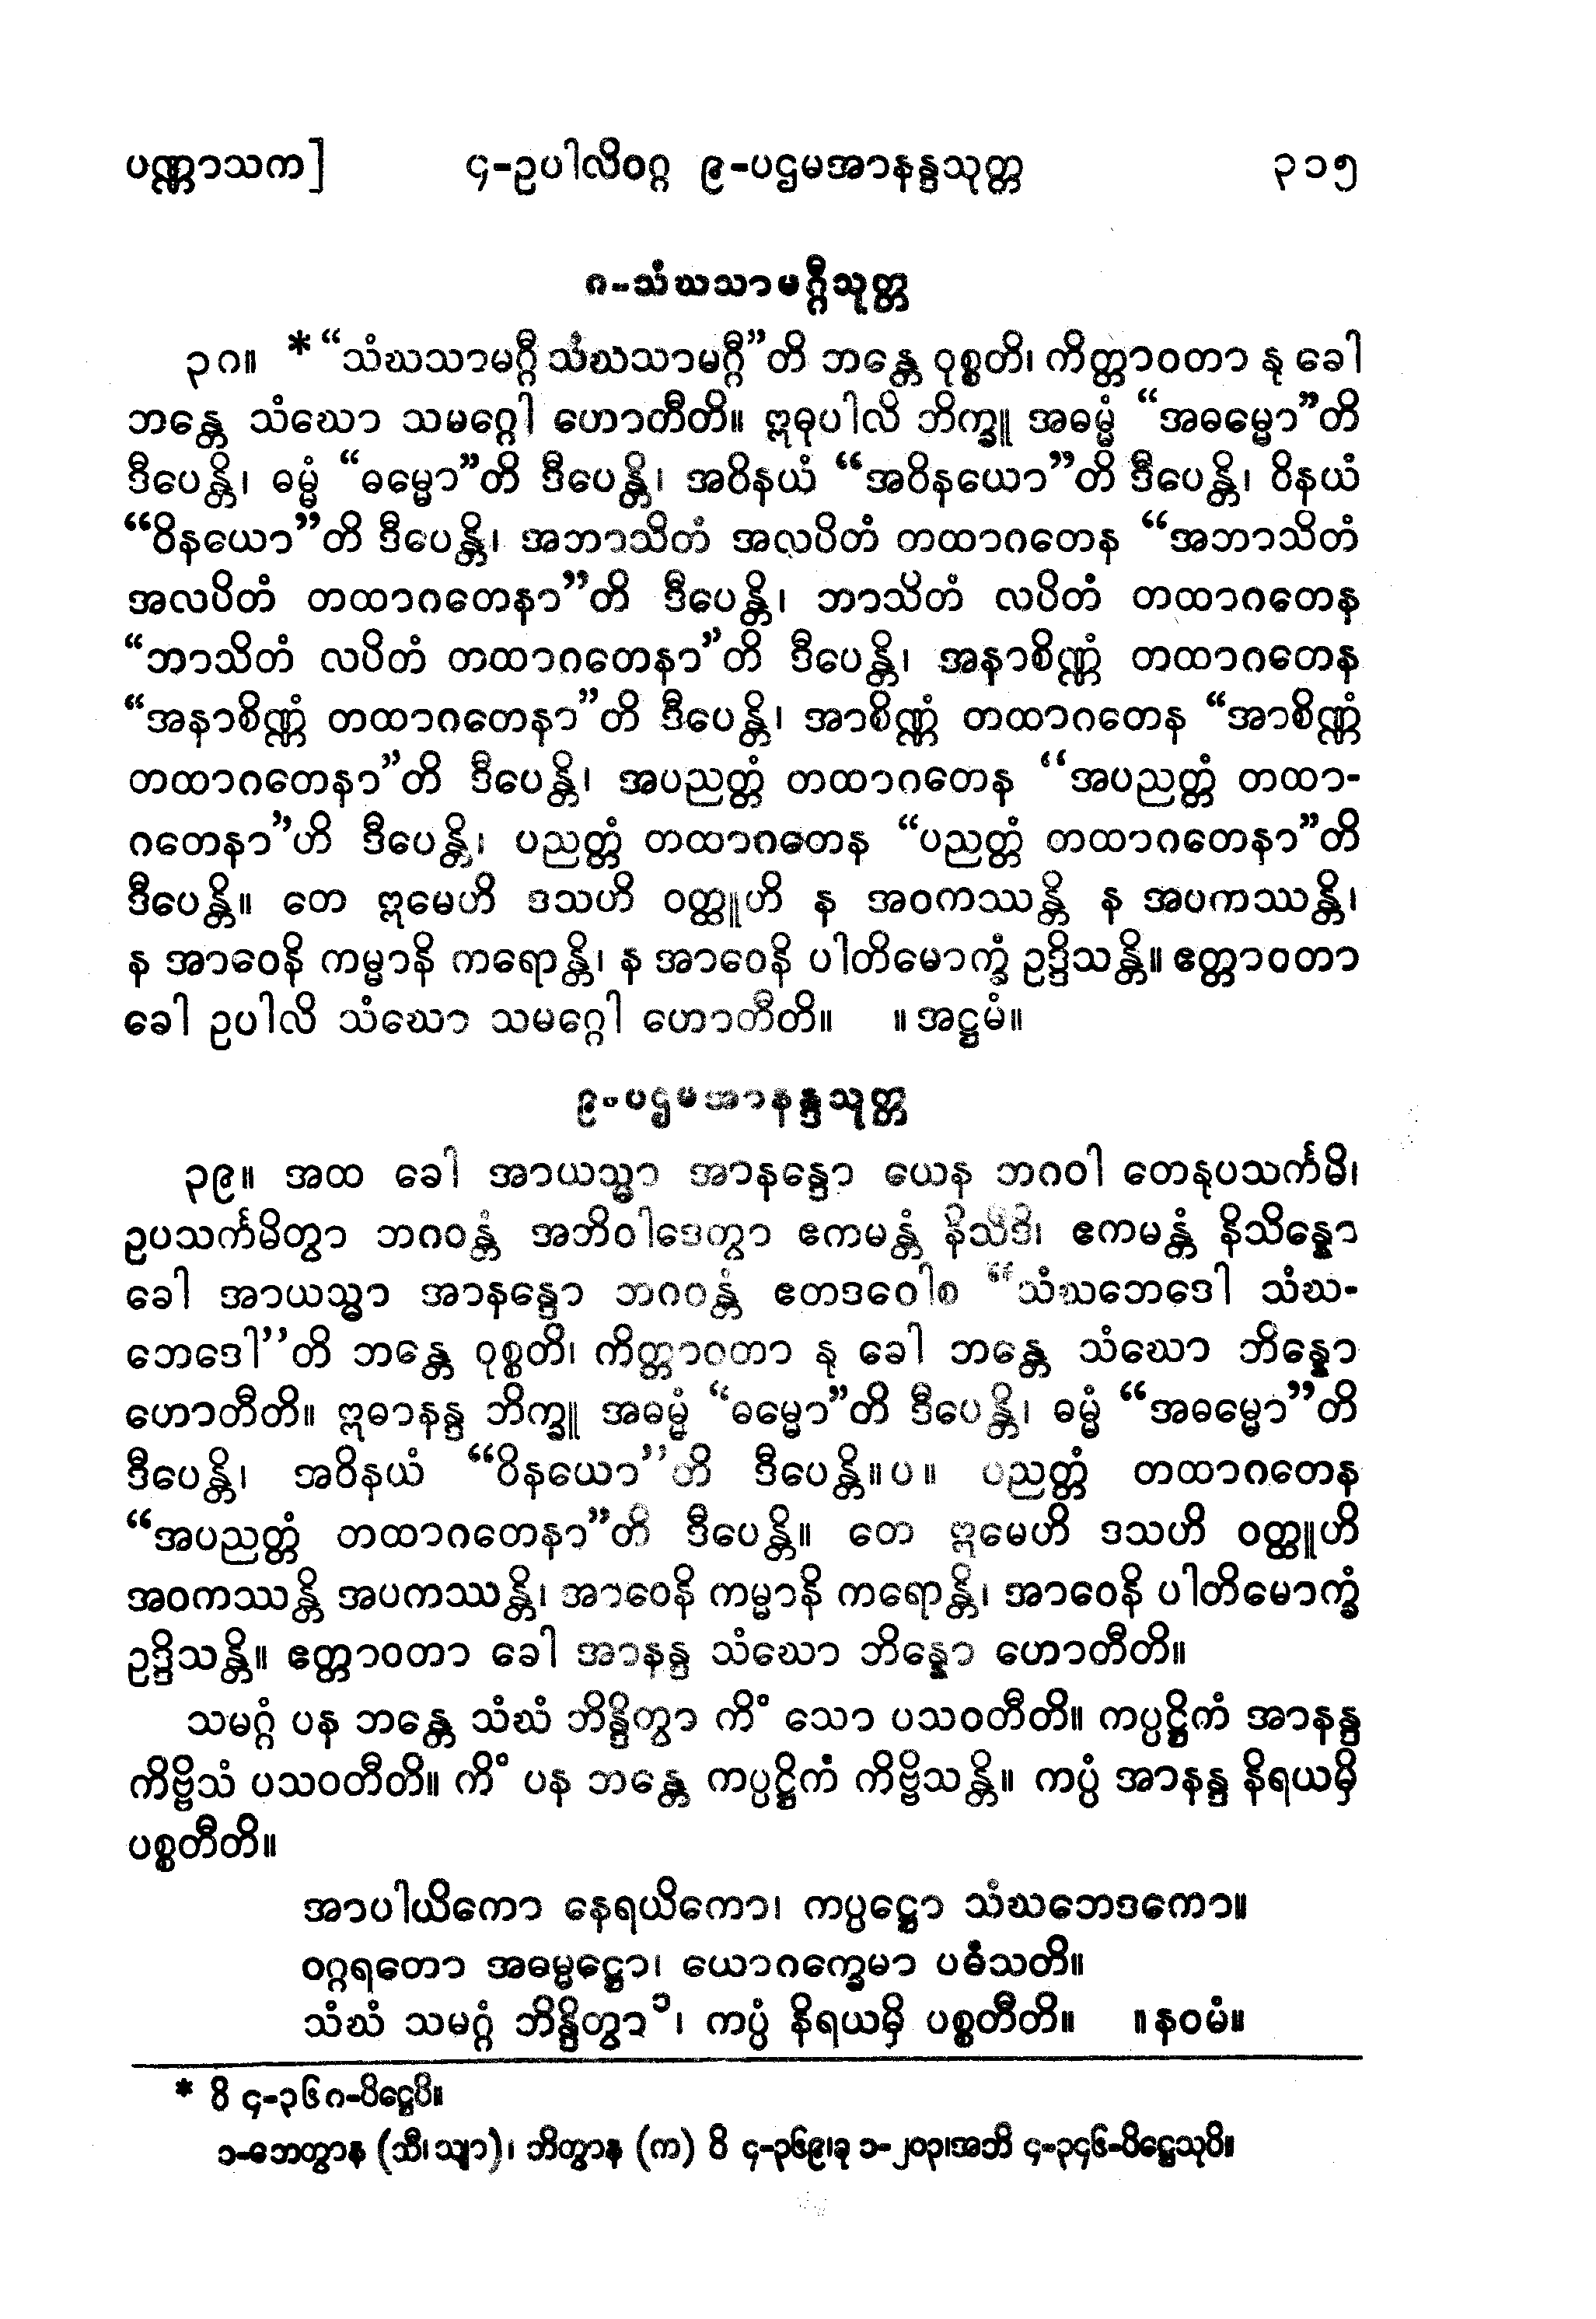 ပဏ္ဏာသက] ၄-ဥပါလိဝဂ္ဂ ၉-ပဌမအာနန္ဒသုတ္တ ၃၁၅
၈-သံဃသာမဂ္ဂီသုတ္တ
၃၈။ * “သံဃသာမဂ္ဂီ သံဃသာမဂ္ဂီ”တိ ဘန္တေ ဝုစ္စတိ၊ ကိတ္တာဝတာ နု ခေါ
ဘန္တေ သံဃော သမဂ္ဂေါ ဟောတီတိ။ ဣဓုပါလိ ဘိက္ခူ အဓမ္မံ “အဓမ္မော”တိ
ဒီပေန္တိ၊ ဓမ္မံ “ဓမ္မော”တိ ဒီပေန္တိ၊ အဝိနယံ “အဝိနယော”တိ ဒီပေန္တိ၊ ဝိနယံ
“ဝိနယော”တိ ဒီပေန္တိ၊ အဘာသိတံ အလပိတံ တထာဂတေန “အဘာသိတံ
အလပိတံ တထာဂတေနာ”တိ ဒီပေန္တိ၊ ဘာသိတံ လပိတံ တထာဂတေန
“ဘာသိတံ လပိတံ တထာဂတေနာ”တိ ဒီပေန္တိ၊ အနာစိဏ္ဏံ တထာဂတေန
“အနာစိဏ္ဏံ တထာဂတေနာ”တိ ဒီပေန္တိ၊ အာစိဏ္ဏံ တထာဂတေန “အာစိဏ္ဏံ
တထာဂတေနာ”တိ ဒီပေန္တိ၊ အပညတ္တံ တထာဂတေန “အပညတ္တံ တထာ-
ဂတေနာ”တိ ဒီပေန္တိ၊ ပညတ္တံ တထာဂတေန “ပညတ္တံ တထာဂတေနာ”တိ
ဒီပေန္တိ။ တေ ဣမေဟိ ဒသဟိ ဝတ္ထူဟိ န အဝကဿန္တိ န အပကဿန္တိ၊
န အာဝေနိ ကမ္မာနိ ကရောန္တိ၊ န အာဝေနိ ပါတိမောက္ခံ ဥဒ္ဒိသန္တိ။ ဧတ္တာဝတာ
ခေါ ဥပါလိ သံဃော သမဂ္ဂေါ ဟောတီတိ။ ။အဋ္ဌမံ။
၉-ပဌမအာနန္ဒသုတ္တ
၃၉။ အထ ခေါ အာယသ္မာ အာနန္ဒော ယေန ဘဂဝါ တေနုပသင်္ကမိ၊
ဥပသင်္ကမိတွာ ဘဂဝန္တံ အဘိဝါဒေတွာ ဧကမန္တံ နိသီဒိ၊ ဧကမန္တံ နိသိန္နော
ခေါ အာယသ္မာ အာနန္ဒော ဘဂဝန္တံ ဧတဒဝေါစ “သံဃဘေဒေါ သံဃ-
ဘေဒေါ”တိ ဘန္တေ ဝုစ္စတိ၊ ကိတ္တာဝတာ နု ခေါ ဘန္တေ သံဃော ဘိန္နော
ဟောတီတိ။ ဣဓာနန္ဒ ဘိက္ခူ အဓမ္မံ “ဓမ္မော”တိ ဒီပေန္တိ၊ ဓမ္မံ “အဓမ္မော”တိ
ဒီပေန္တိ၊ အဝိနယံ “ဝိနယော”တိ ဒီပေန္တိ။ပ။ ပညတ္တံ တထာဂတေန
“အပညတ္တံ တထာဂတေနာ”တိ ဒီပေန္တိ။ တေ ဣမေဟိ ဒသဟိ ဝတ္ထူဟိ
အဝကဿန္တိ အပကဿန္တိ၊ အာဝေနိ ကမ္မာနိ ကရောန္တိ၊ အာဝေနိ ပါတိမောက္ခံ
ဥဒ္ဒိသန္တိ။ ဧတ္တာဝတာ ခေါ အာနန္ဒ သံဃော ဘိန္နော ဟောတီတိ။
သမဂ္ဂံ ပန ဘန္တေ သံဃံ ဘိန္ဒိတွာ ကိံ သော ပသဝတီတိ။ ကပ္ပဋ္ဌိကံ အာနန္ဒ
ကိဗ္ဗိသံ ပသဝတီတိ။ ကိံ ပန ဘန္တေ ကပ္ပဋ္ဌိကံ ကိဗ္ဗိသန္တိ။ ကပ္ပံ အာနန္ဒ နိရယမှိ
ပစ္စတီတိ။
အာပါယိကော နေရယိကော၊ ကပ္ပဋ္ဌော သံဃဘေဒကော။
ဝဂ္ဂရတော အဓမ္မဋ္ဌော၊ ယောဂက္ခေမာ ပဓံသတိ။
သံဃံ သမဂ္ဂံ ဘိန္ဒိတွာ၁၊ ကပ္ပံ နိရယမှိ ပစ္စတီတိ။ ။နဝမံ။
* ဝိ ၄-၃၆၈-ပိဋ္ဌေပိ။
၁-ဘေတွာန (သီ၊သျာ)၊ ဘိတွာန (က) ဝိ ၄-၃၆၉၊ခု ၁-၂၀၃၊အဘိ ၄-၃၄၆-ပိဋ္ဌေသုပိ။